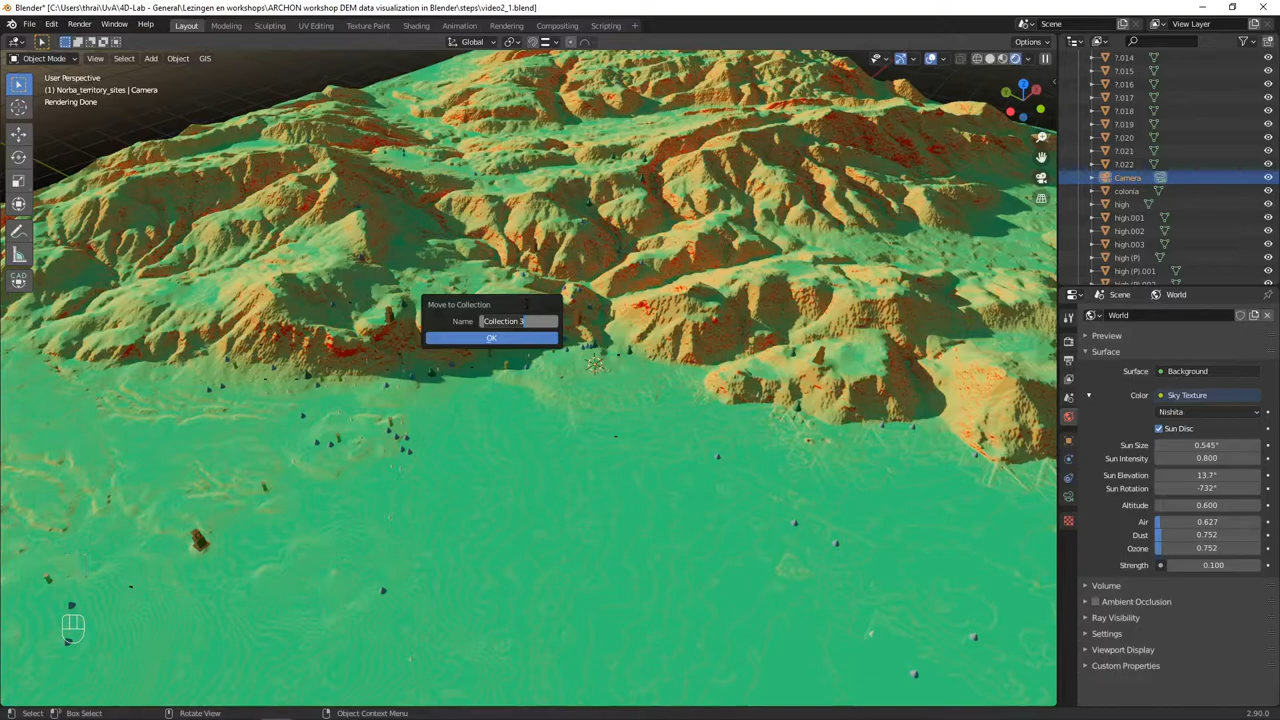 Blender* [C:\Users\thrai\UvA\4D-Lab - General\Lezingen en workshops\ARCHON workshop DEM data visualization in Blender\steps\video2_1.blend]
File Edit Render Window Help Layout Modeling Sculpting UV Editing Texture Paint Shading Animation Rendering Compositing Scripting + Scene View Layer
Global Options
Object Mode View Select Add Object GIS
User Perspective
(1) Norba_territory_sites | Camera
Rendering Done
CAD
Move to Collection
Name Collection 3
OK
?.014
?.015
?.016
?.017
?.018
?.019
?.020
?.021
?.022
Camera
colonia
high
high.001
high.002
high.003
high (P)
high (P).001
Scene World
World
Preview
Surface
Surface Background
Color Sky Texture
Nishita
Sun Disc
Sun Size 0.545°
Sun Intensity 0.800
Sun Elevation 13.7°
Sun Rotation -732°
Altitude 0.600
Air 0.627
Dust 0.752
Ozone 0.752
Strength 0.100
Volume
Ambient Occlusion
Ray Visibility
Settings
Viewport Display
Custom Properties
Select Box Select Rotate View Object Context Menu 2.90.0